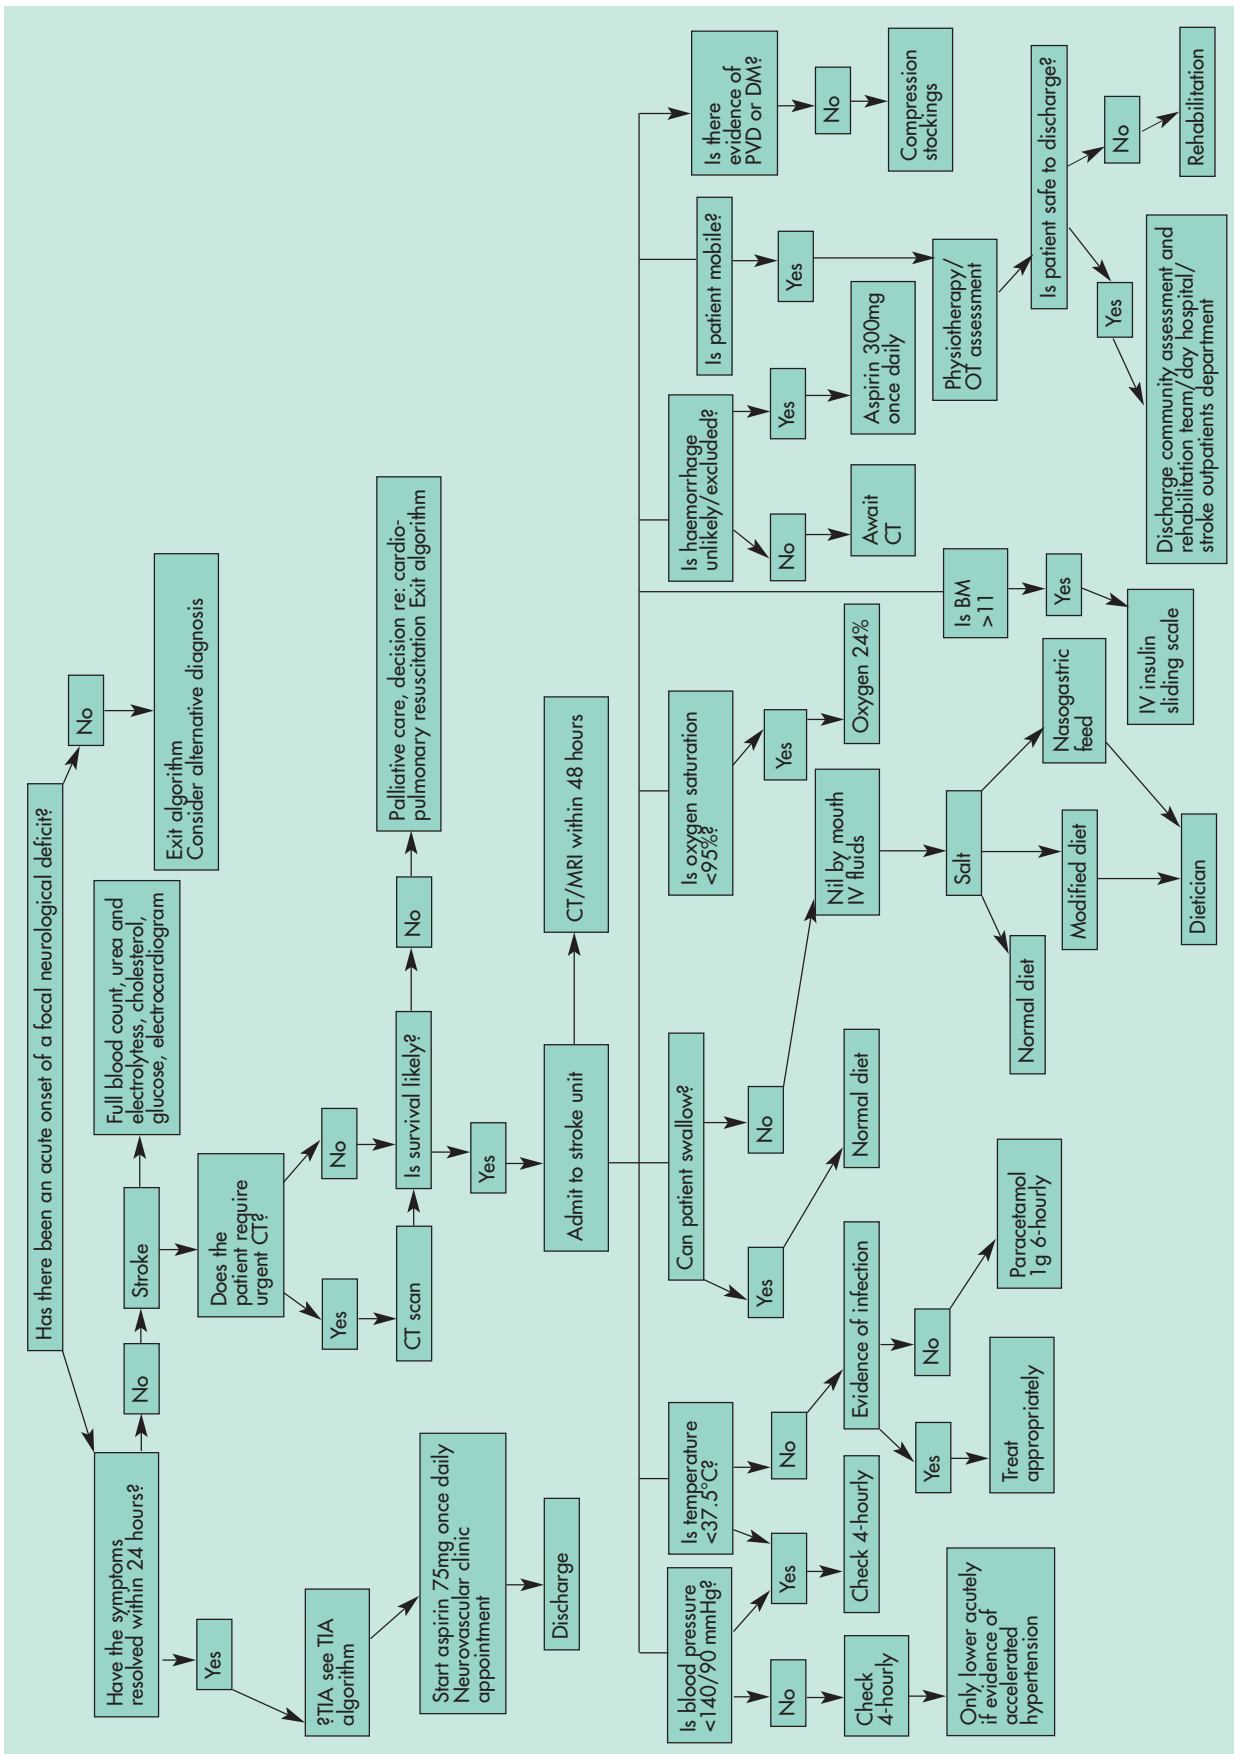 Has there been an acute onset of a focal neurological deficit?
Have the symptoms
resolved within 24 hours?
No
Exit algorithm
Consider alternative diagnosis
Yes
?TIA see TIA
algorithm
Start aspirin 75mg once daily
Neurovascular clinic
appointment
Discharge
No
Stroke
Full blood count, urea and
electrolytess, cholesterol,
glucose, electrocardiogram
Does the
patient require
urgent CT?
Yes
No
CT scan
Is survival likely?
No
Palliative care, decision re: cardio-
pulmonary resuscitation Exit algorithm
Yes
Admit to stroke unit
CT/MRI within 48 hours
Is blood pressure
<140/90 mmHg?
No
Check
4-hourly
Only lower acutely
if evidence of
accelerated
hypertension
Yes
Check 4-hourly
Is temperature
<37.5°C?
No
Evidence of infection
Yes
Treat
appropriately
No
Paracetamol
1g 6-hourly
Can patient swallow?
Yes
Normal diet
No
Nil by mouth
IV fluids
Salt
Normal diet
Modified diet
Nasogastric
feed
Dietician
Is oxygen saturation
<95%?
Yes
Oxygen 24%
Is BM
>11
Yes
IV insulin
sliding scale
Is haemorrhage
unlikely/excluded?
No
Await
CT
Yes
Aspirin 300mg
once daily
Is patient mobile?
Yes
Physiotherapy/
OT assessment
Is patient safe to discharge?
Yes
Discharge community assessment and
rehabilitation team/day hospital/
stroke outpatients department
No
Rehabilitation
Is there
evidence of
PVD or DM?
No
Compression
stockings